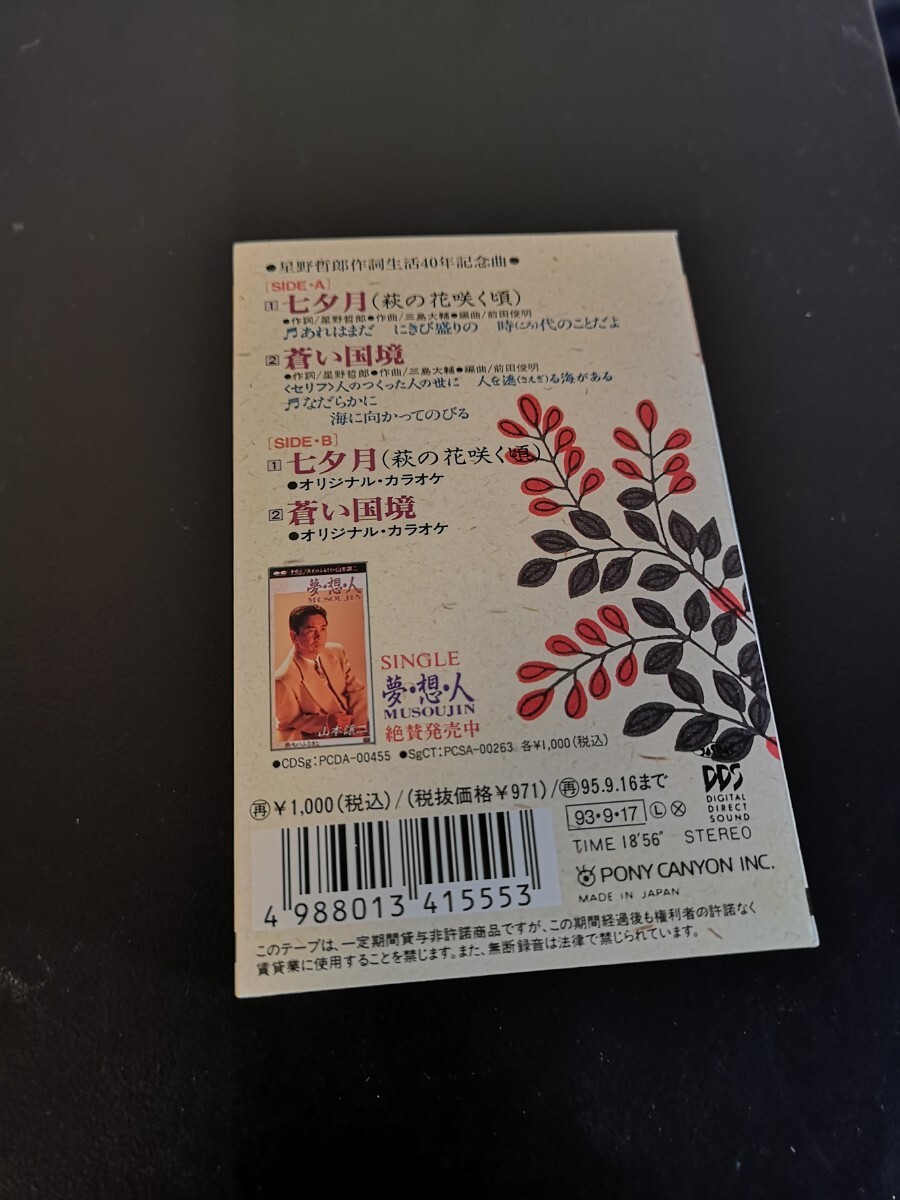 ●星野哲郎作詞生活40年記念曲●
[SIDE・A]
1 七夕月(萩の花咲く頃)
●作詞/星野哲郎●作曲/三島大輔●編曲/前田俊明
♬あれはまだ にきび盛りの 時(ころ)代のことだよ
2 蒼い国境
●作詞/星野哲郎●作曲/三島大輔●編曲/前田俊明
〈セリフ〉人のつくった人の世に 人を遮(さえぎ)る海がある
♬なだらかに
海に向かってのびる
[SIDE・B]
1 七夕月(萩の花咲く頃)
●オリジナル・カラオケ
2 蒼い国境
●オリジナル・カラオケ
夢・想・人
MUSOUJIN
山本譲二
SINGLE
夢・想・人
MUSOUJIN
絶賛発売中
●CDSg:PCDA-00455 ●SgCT:PCSA-00263 各¥1,000(税込)
再¥1,000(税込)/(税抜価格¥971)/再95.9.16まで
DDS
DIGITAL
DIRECT
SOUND
93・9・17 L X
TIME 18'56" STEREO
PONY CANYON INC.
MADE IN JAPAN
4 988013 415553
このテープは、一定期間貸与非許諾商品ですが、この期間経過後も権利者の許諾なく
賃貸業に使用することを禁じます。また、無断録音は法律で禁じられています。